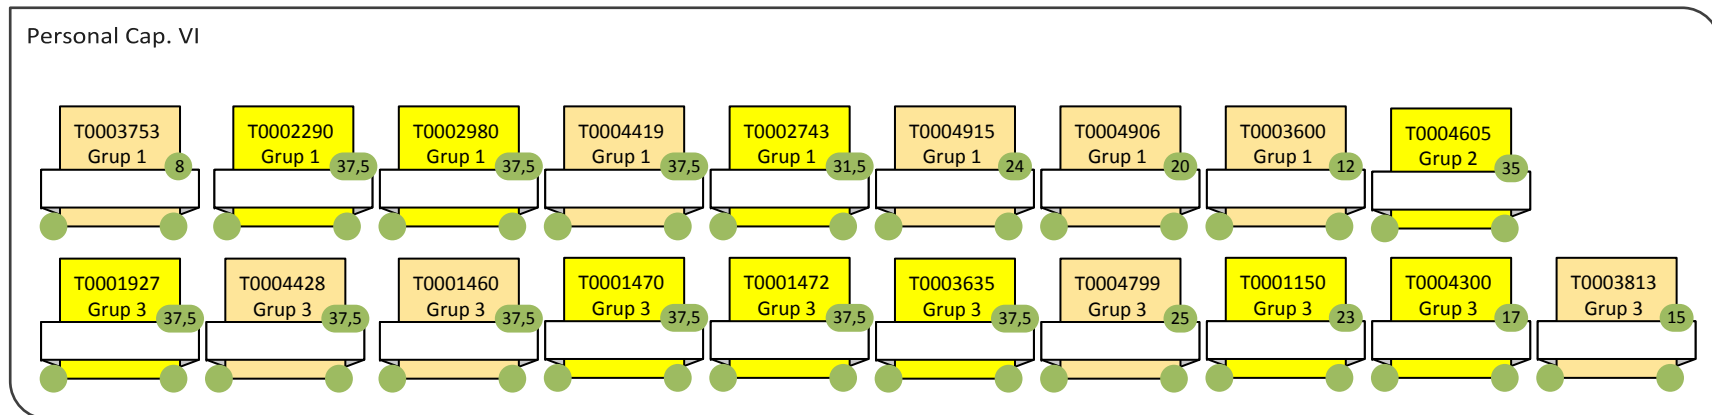 Personal Cap. VI
T0003753
Grup 1
8
T0002290
Grup 1
37,5
T0002980
Grup 1
37,5
T0004419
Grup 1
37,5
T0002743
Grup 1
31,5
T0004915
Grup 1
24
T0004906
Grup 1
20
T0003600
Grup 1
12
T0004605
Grup 2
35
T0001927
Grup 3
37,5
T0004428
Grup 3
37,5
T0001460
Grup 3
37,5
T0001470
Grup 3
37,5
T0001472
Grup 3
37,5
T0003635
Grup 3
37,5
T0004799
Grup 3
25
T0001150
Grup 3
23
T0004300
Grup 3
17
T0003813
Grup 3
15